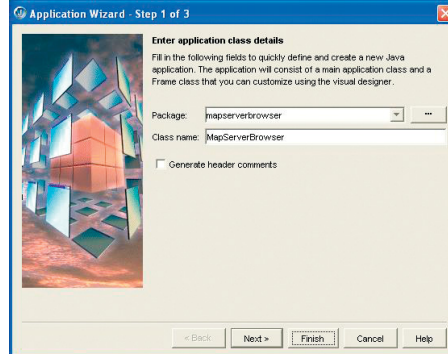 Application Wizard - Step 1 of 3
Enter application class details
Fill in the following fields to quickly define and create a new Java
application. The application will consist of a main application class and a
Frame class that you can customize using the visual designer.
Package: mapserverbrowser ...
Class name: MapServerBrowser
Generate header comments
< Back Next > Finish Cancel Help